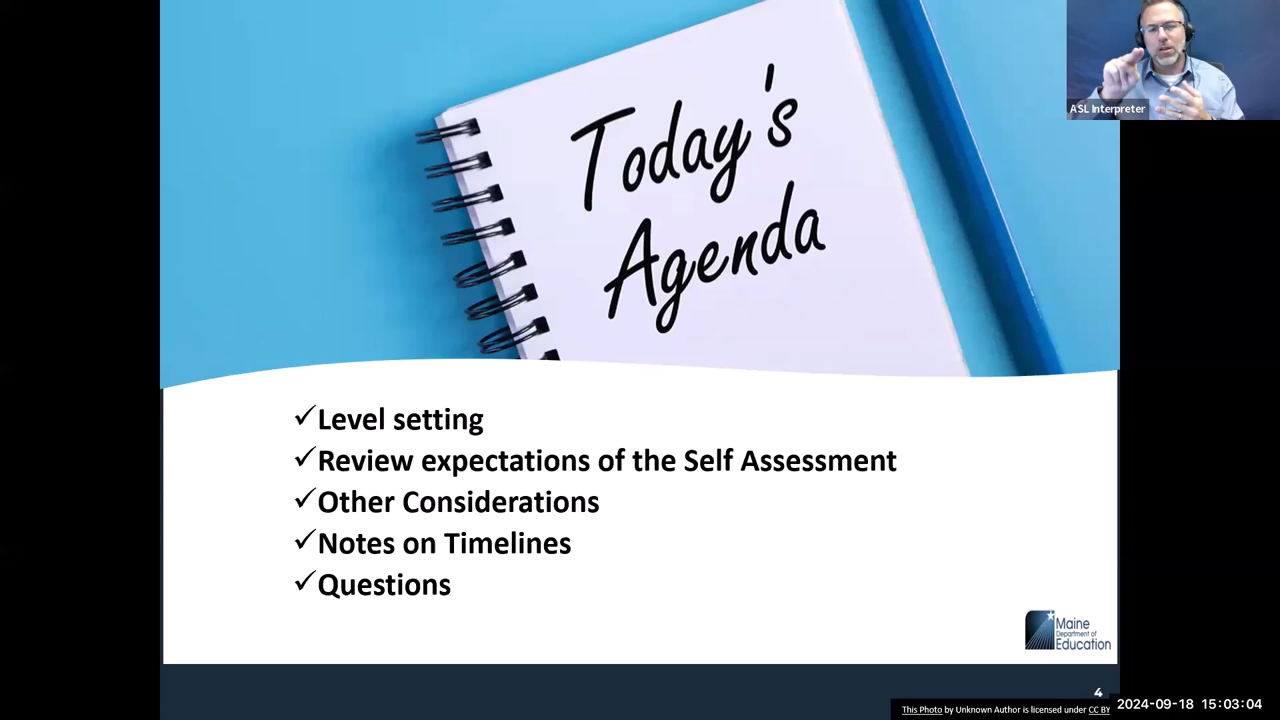 Today's
Agenda
ASL Interpreter
✓Level setting
✓Review expectations of the Self Assessment
✓Other Considerations
✓Notes on Timelines
✓Questions
Maine
Department of
Education
4
This Photo by Unknown Author is licensed under CC BY
2024-09-18 15:03:04